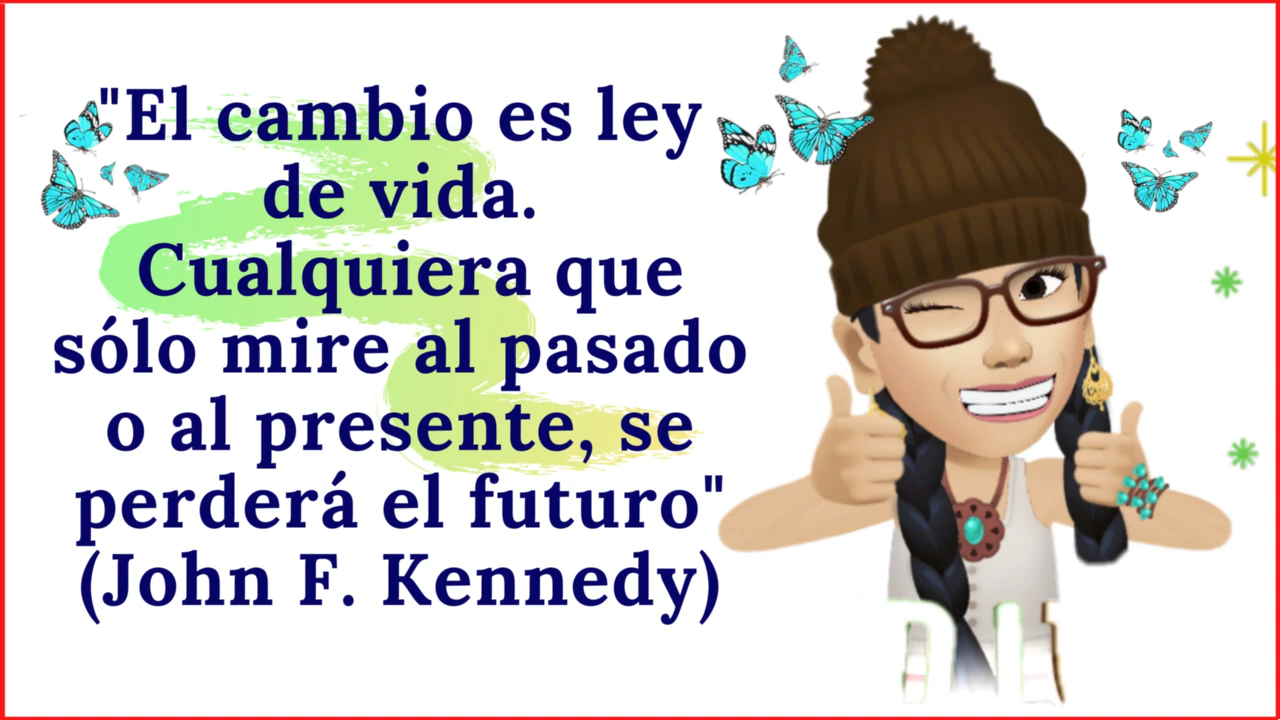 "El cambio es ley
de vida.
Cualquiera que
sólo mire al pasado
o al presente, se
perderá el futuro"
(John F. Kennedy)